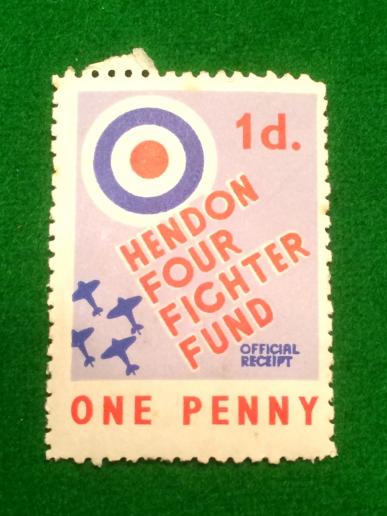 1d.
HENDON
FOUR
FIGHTER
FUND
OFFICIAL
RECEIPT
ONE PENNY